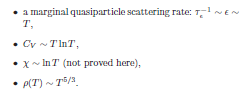 • a marginal quasiparticle scattering rate: τ_ε^{-1} ∼ ε ∼
T,
• C_V ∼ T ln T,
• χ ∼ ln T (not proved here),
• ρ(T) ∼ T^{5/3}.